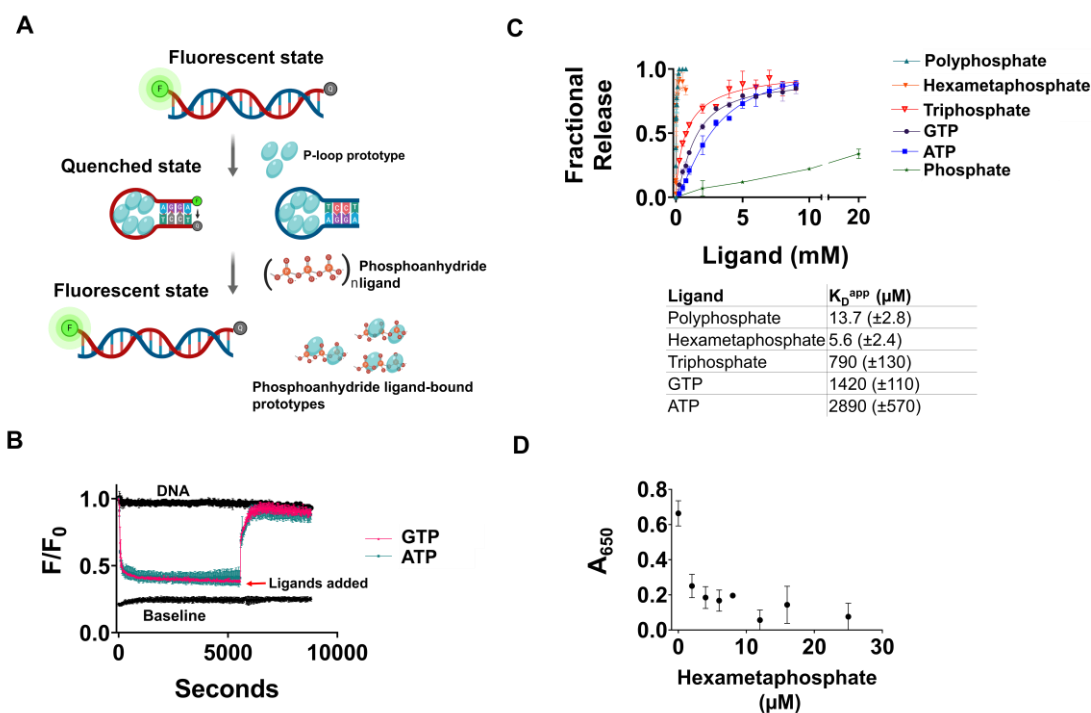 A
Fluorescent state
F
Q
P-loop prototype
Quenched state
F
A G G A
T C C T
Q
T C C T
A G G A
( )n
Phosphoanhydride
ligand
Fluorescent state
F
Q
Phosphoanhydride ligand-bound
prototypes
B
1.0
0.5
0.0
F/F0
DNA
GTP
ATP
Ligands added
Baseline
0 5000 10000
Seconds
C
1.0
0.5
0.0
Fractional
Release
0 5 10 20
Ligand (mM)
Polyphosphate
Hexametaphosphate
Triphosphate
GTP
ATP
Phosphate
Ligand KDapp (µM)
Polyphosphate 13.7 (±2.8)
Hexametaphosphate 5.6 (±2.4)
Triphosphate 790 (±130)
GTP 1420 (±110)
ATP 2890 (±570)
D
0.8
0.6
0.4
0.2
0.0
A650
0 10 20 30
Hexametaphosphate
(µM)